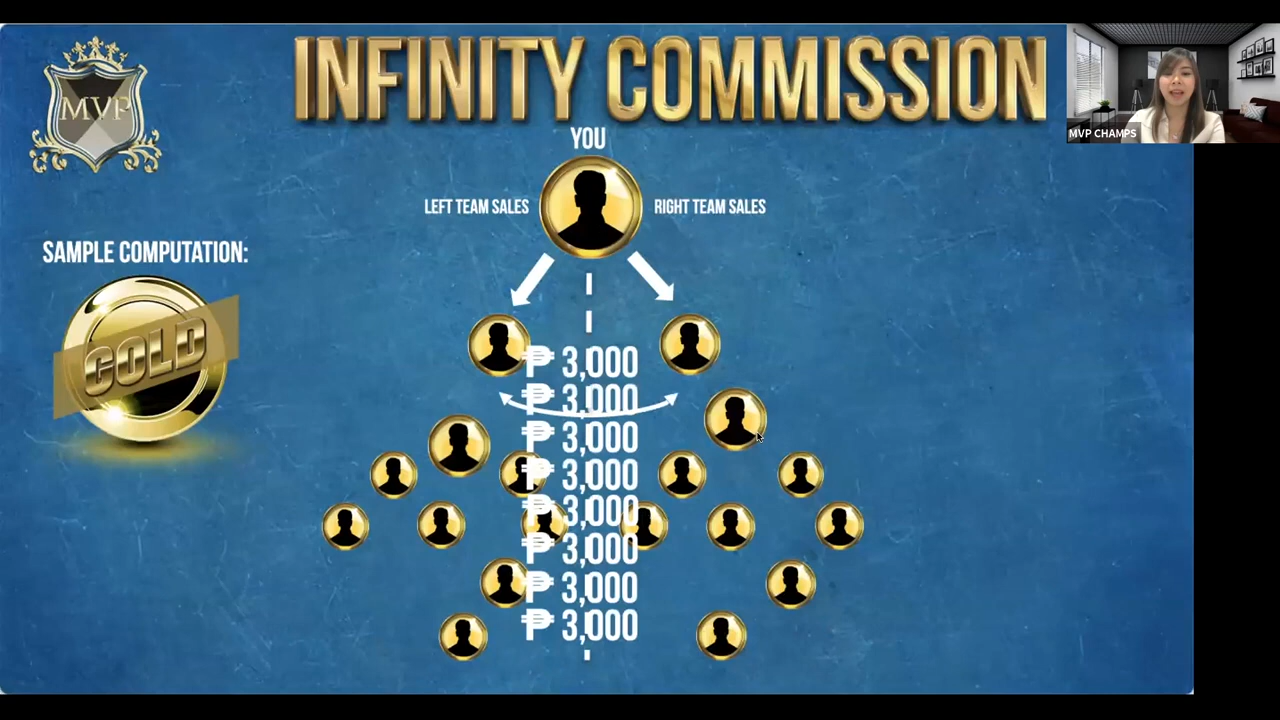 INFINITY COMMISSION
MVP
YOU
MVP CHAMPS
LEFT TEAM SALES
RIGHT TEAM SALES
SAMPLE COMPUTATION:
GOLD
₱ 3,000
₱ 3,000
₱ 3,000
₱ 3,000
₱ 3,000
₱ 3,000
₱ 3,000
₱ 3,000